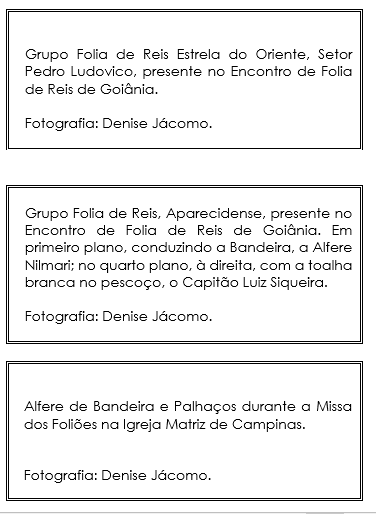 Grupo Folia de Reis Estrela do Oriente, Setor
Pedro Ludovico, presente no Encontro de Folia
de Reis de Goiânia.
Fotografia: Denise Jácomo.
Grupo Folia de Reis, Aparecidense, presente no
Encontro de Folia de Reis de Goiânia. Em
primeiro plano, conduzindo a Bandeira, a Alfere
Nilmari; no quarto plano, à direita, com a toalha
branca no pescoço, o Capitão Luiz Siqueira.
Fotografia: Denise Jácomo.
Alfere de Bandeira e Palhaços durante a Missa
dos Foliões na Igreja Matriz de Campinas.
Fotografia: Denise Jácomo.